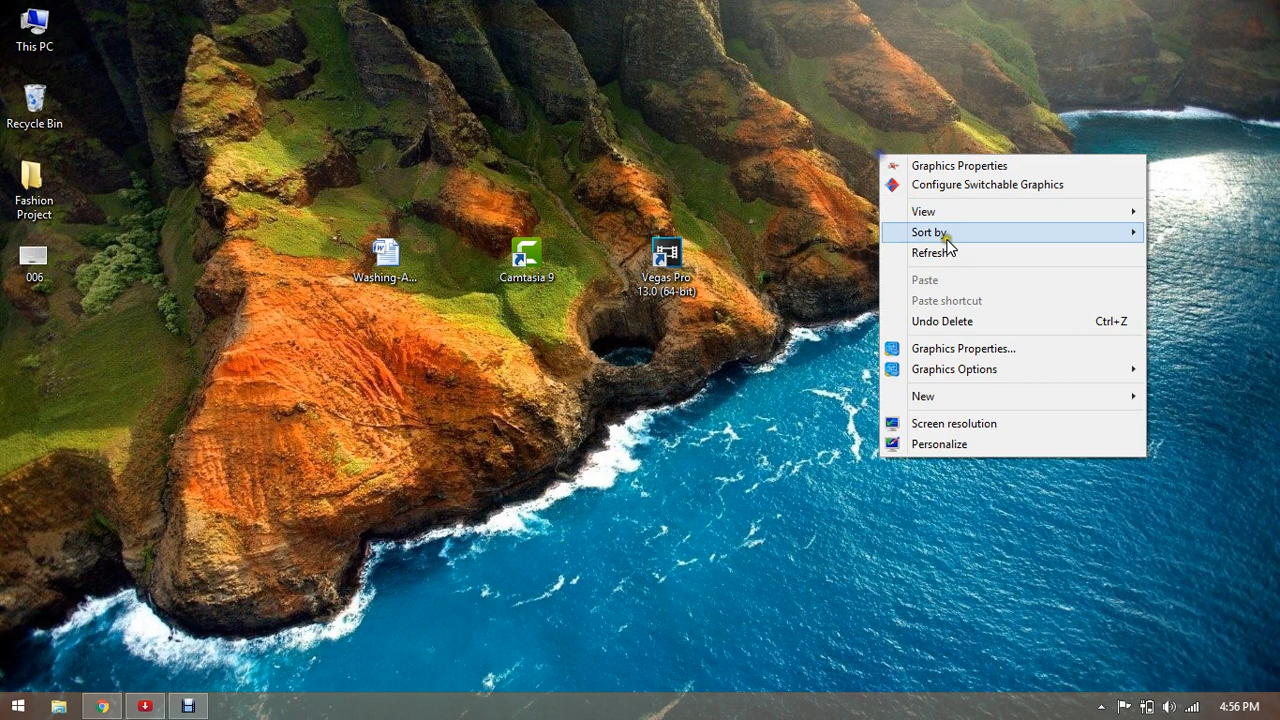 This PC
Recycle Bin
Fashion
Project
006
Washing-A...
Camtasia 9
Vegas Pro
13.0 (64-bit)
Graphics Properties
Configure Switchable Graphics
View
Sort by
Refresh
Paste
Paste shortcut
Undo Delete Ctrl+Z
Graphics Properties...
Graphics Options
New
Screen resolution
Personalize
4:56 PM